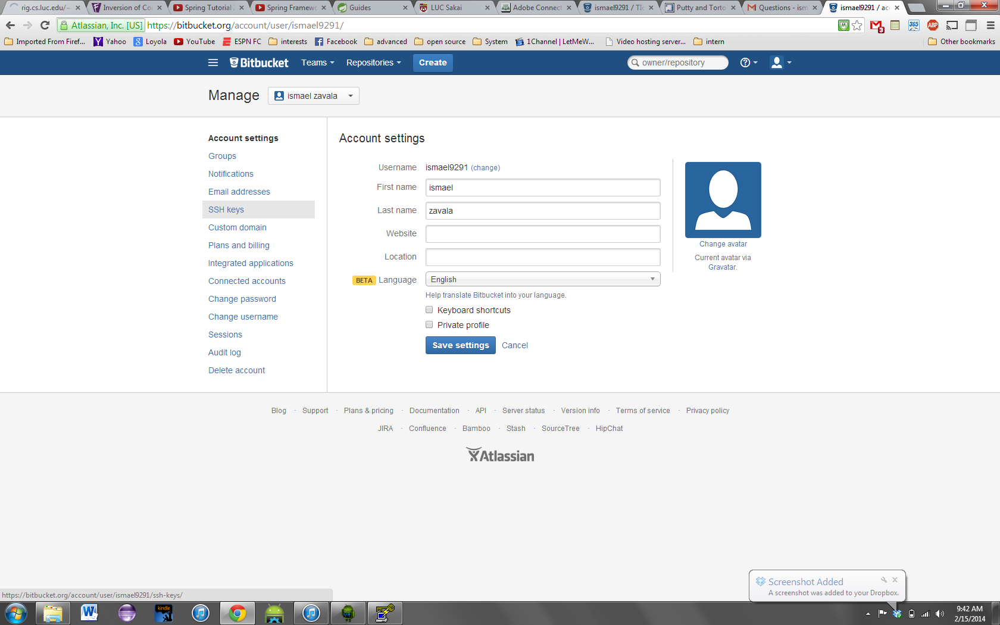 rig.cs.luc.edu/~
Inversion of Co
Spring Tutorial
Spring Framewo
Guides
LUC Sakai
Adobe Connect
ismael9291 / TIc
Putty and Torto
Questions - ism
ismael9291 / acc
Atlassian, Inc. [US] https://bitbucket.org/account/user/ismael9291/
3 365 ABP
Imported From Firef... Yahoo Loyola YouTube ESPN FC interests Facebook advanced open source System 1Channel | LetMeW... Video hosting server... intern Other bookmarks
Bitbucket Teams Repositories Create owner/repository
Manage ismael zavala
Account settings
Groups
Notifications
Email addresses
SSH keys
Custom domain
Plans and billing
Integrated applications
Connected accounts
Change password
Change username
Sessions
Audit log
Delete account
Account settings
Username ismael9291 (change)
First name ismael
Last name zavala
Website
Location
BETA Language English
Help translate Bitbucket into your language.
Keyboard shortcuts
Private profile
Save settings Cancel
Change avatar
Current avatar via
Gravatar.
Blog · Support · Plans & pricing · Documentation · API · Server status · Version info · Terms of service · Privacy policy
JIRA · Confluence · Bamboo · Stash · SourceTree · HipChat
Atlassian
Screenshot Added
A screenshot was added to your Dropbox.
https://bitbucket.org/account/user/ismael9291/ssh-keys/
kindle
9:42 AM
2/15/2014